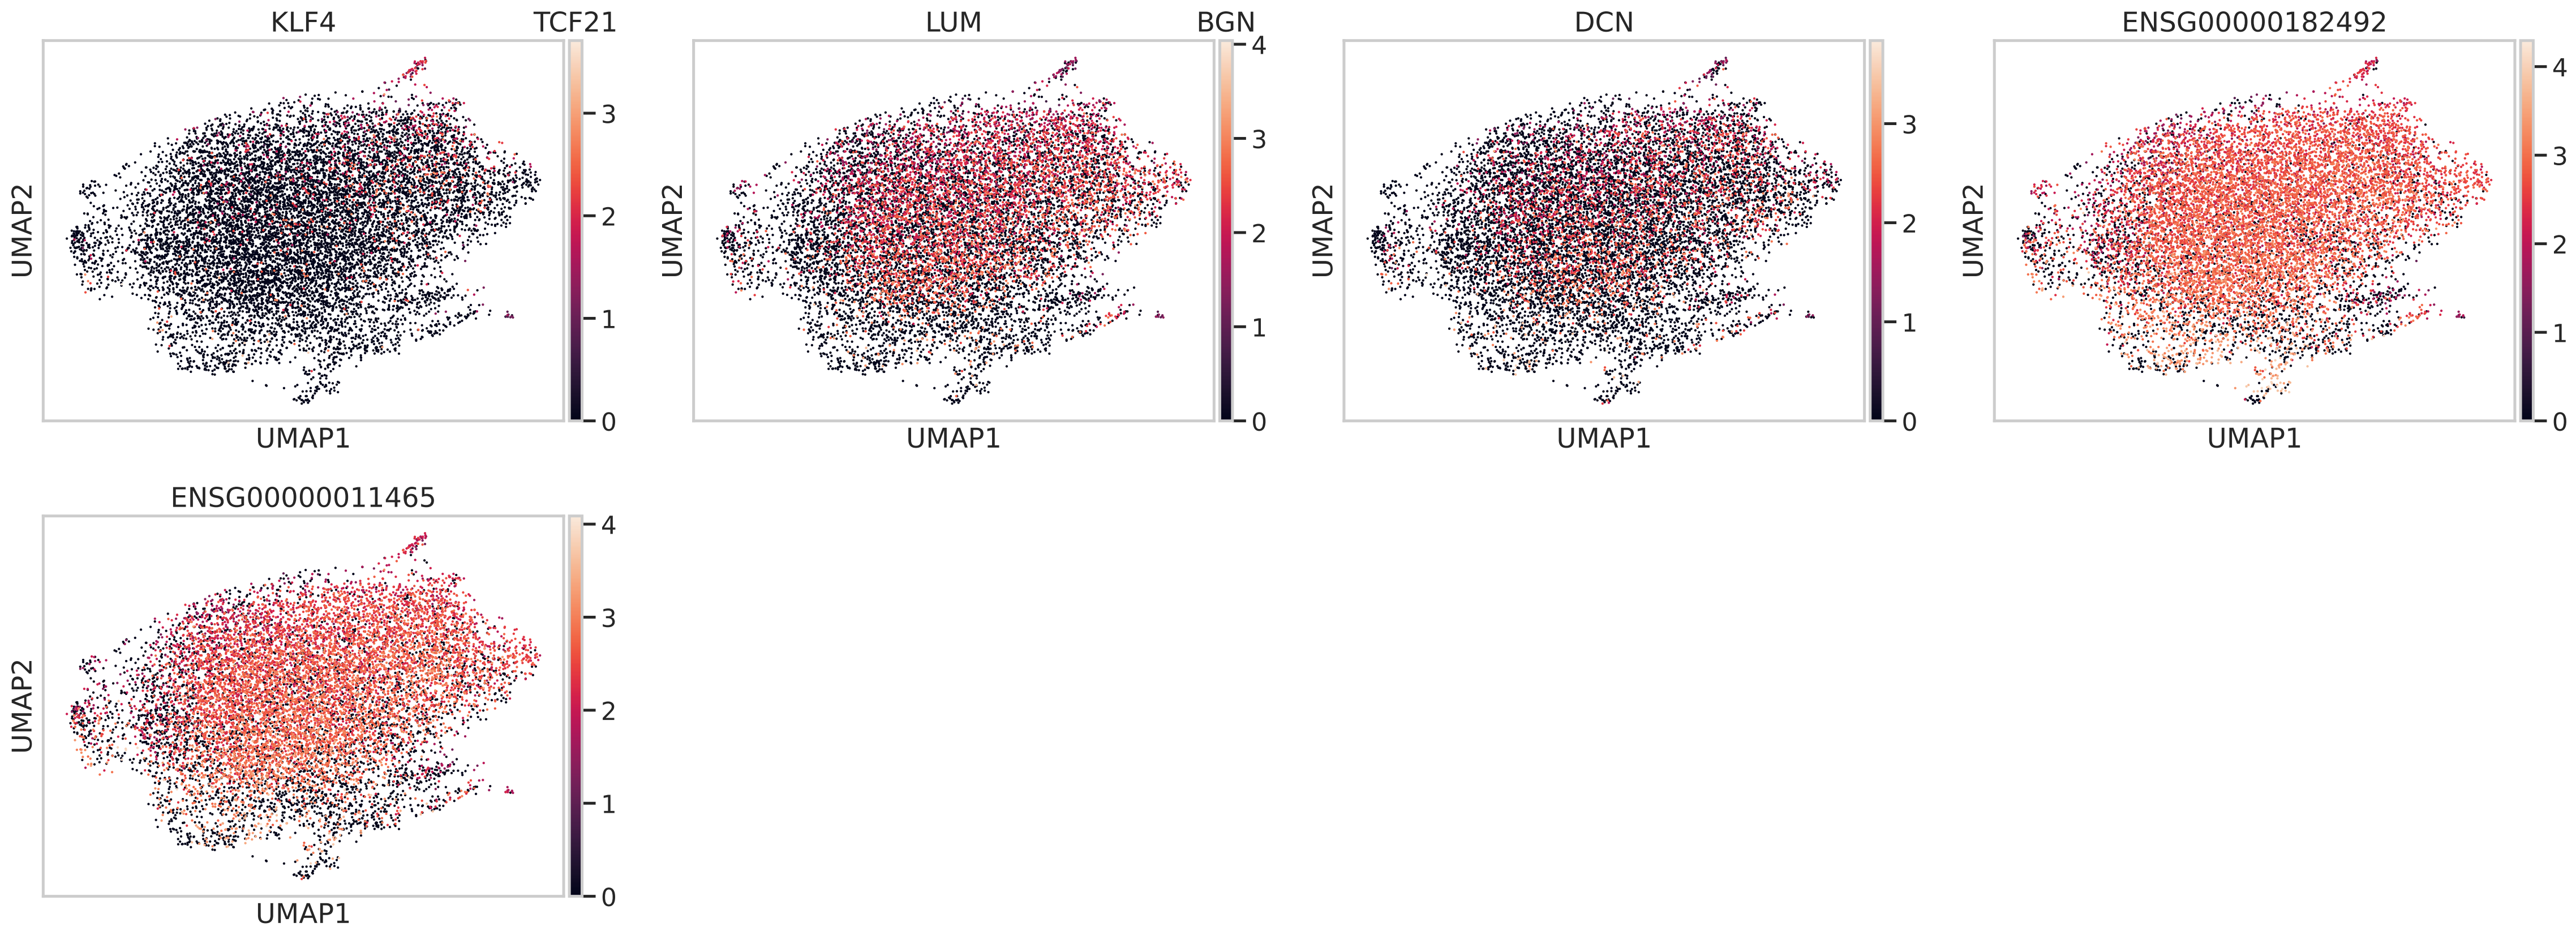 KLF4 TCF21 LUM BGN DCN ENSG00000182492
UMAP2 3 2 1 0 UMAP1
UMAP2 4 3 2 1 0 UMAP1
UMAP2 3 2 1 0 UMAP1
UMAP2 4 3 2 1 0 UMAP1
ENSG00000011465
UMAP2 4 3 2 1 0 UMAP1